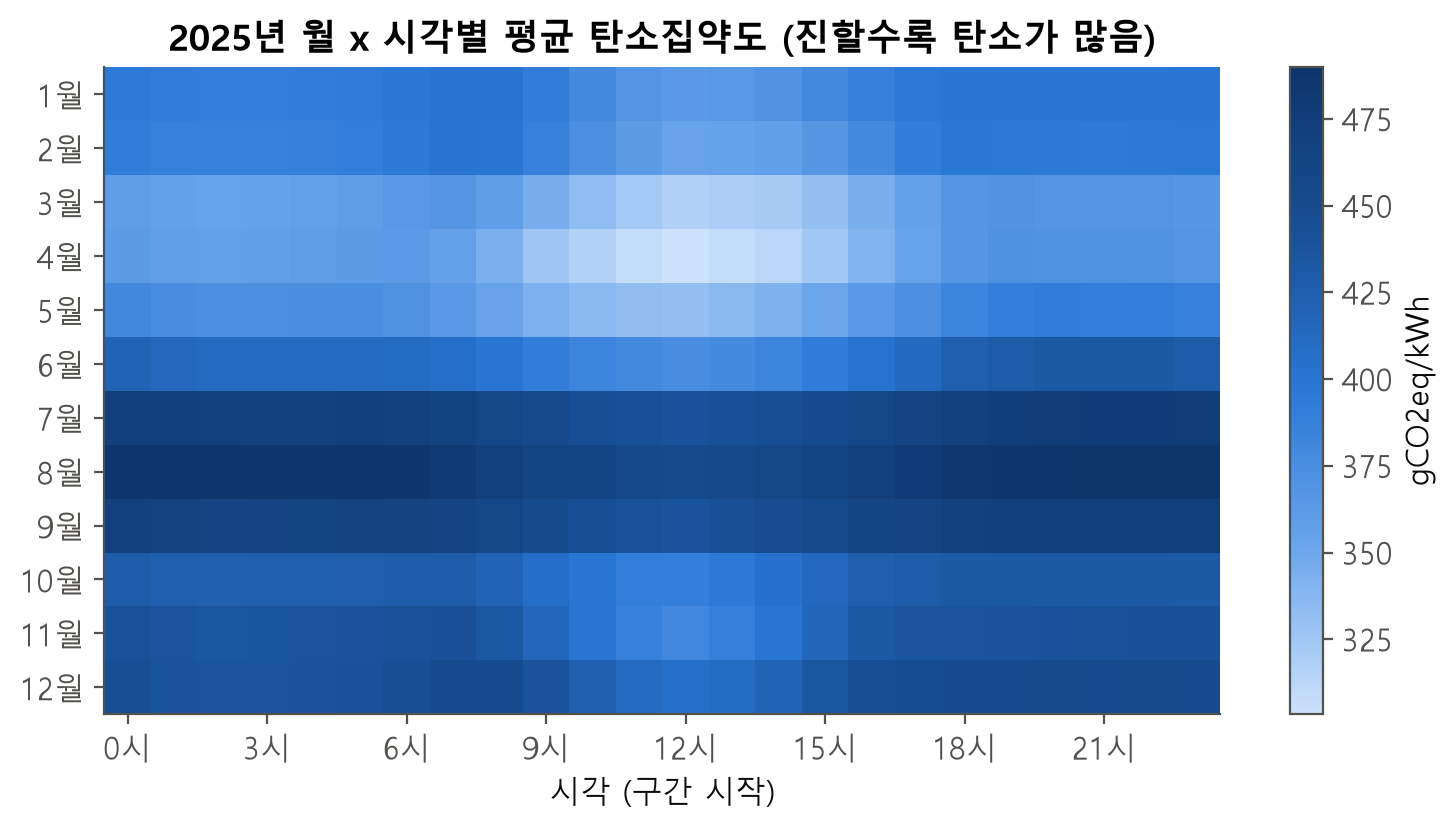 2025년 월 x 시각별 평균 탄소집약도 (진할수록 탄소가 많음)
1월
2월
3월
4월
5월
6월
7월
8월
9월
10월
11월
12월
0시 3시 6시 9시 12시 15시 18시 21시
시각 (구간 시작)
475
450
425
400
375
350
325
gCO2eq/kWh